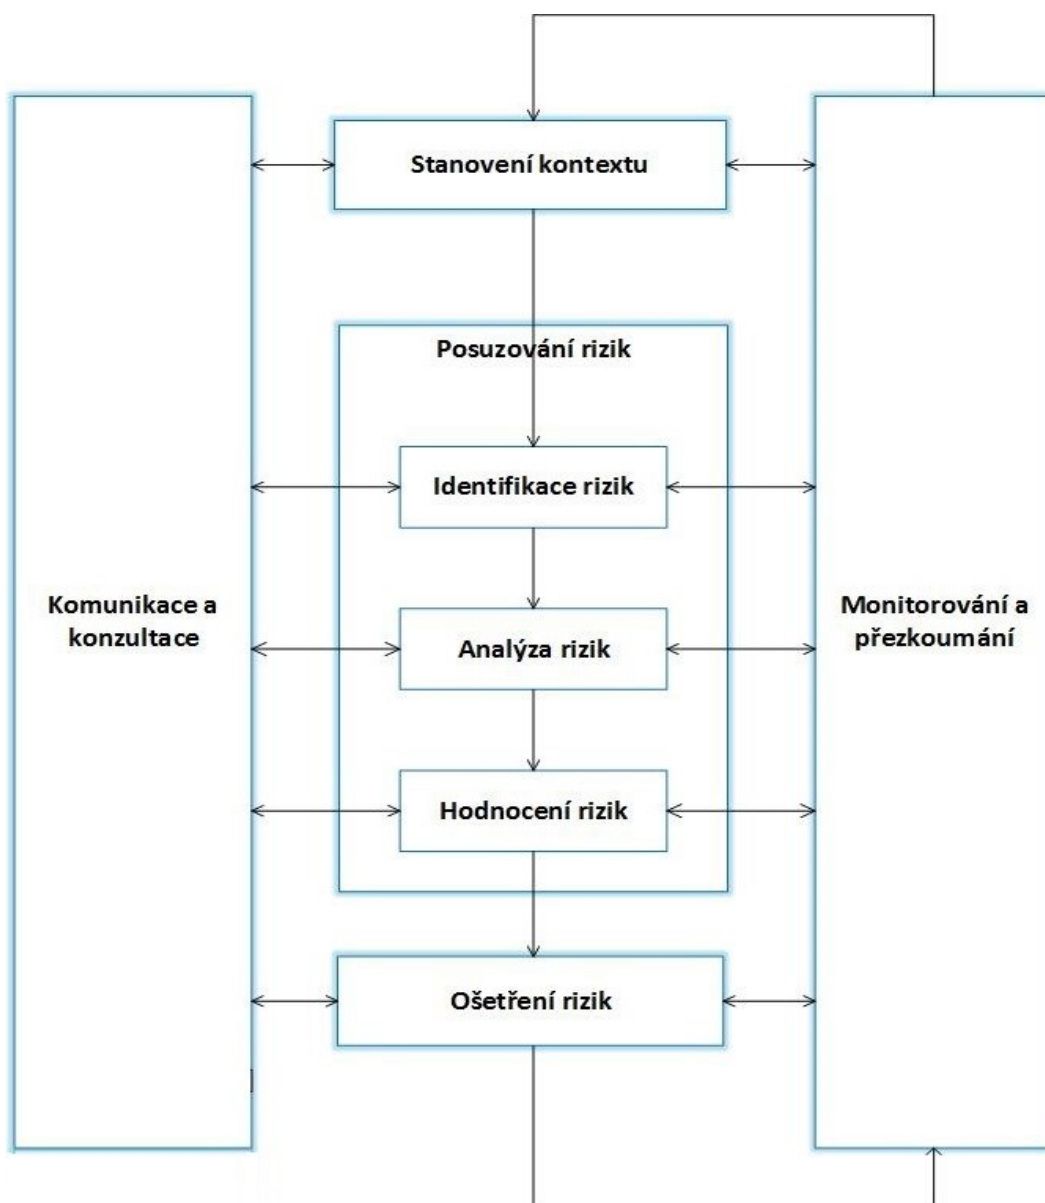 Stanovení kontextu
Posuzování rizik
Identifikace rizik
Komunikace a
konzultace
Monitorování a
přezkoumání
Analýza rizik
Hodnocení rizik
Ošetření rizik